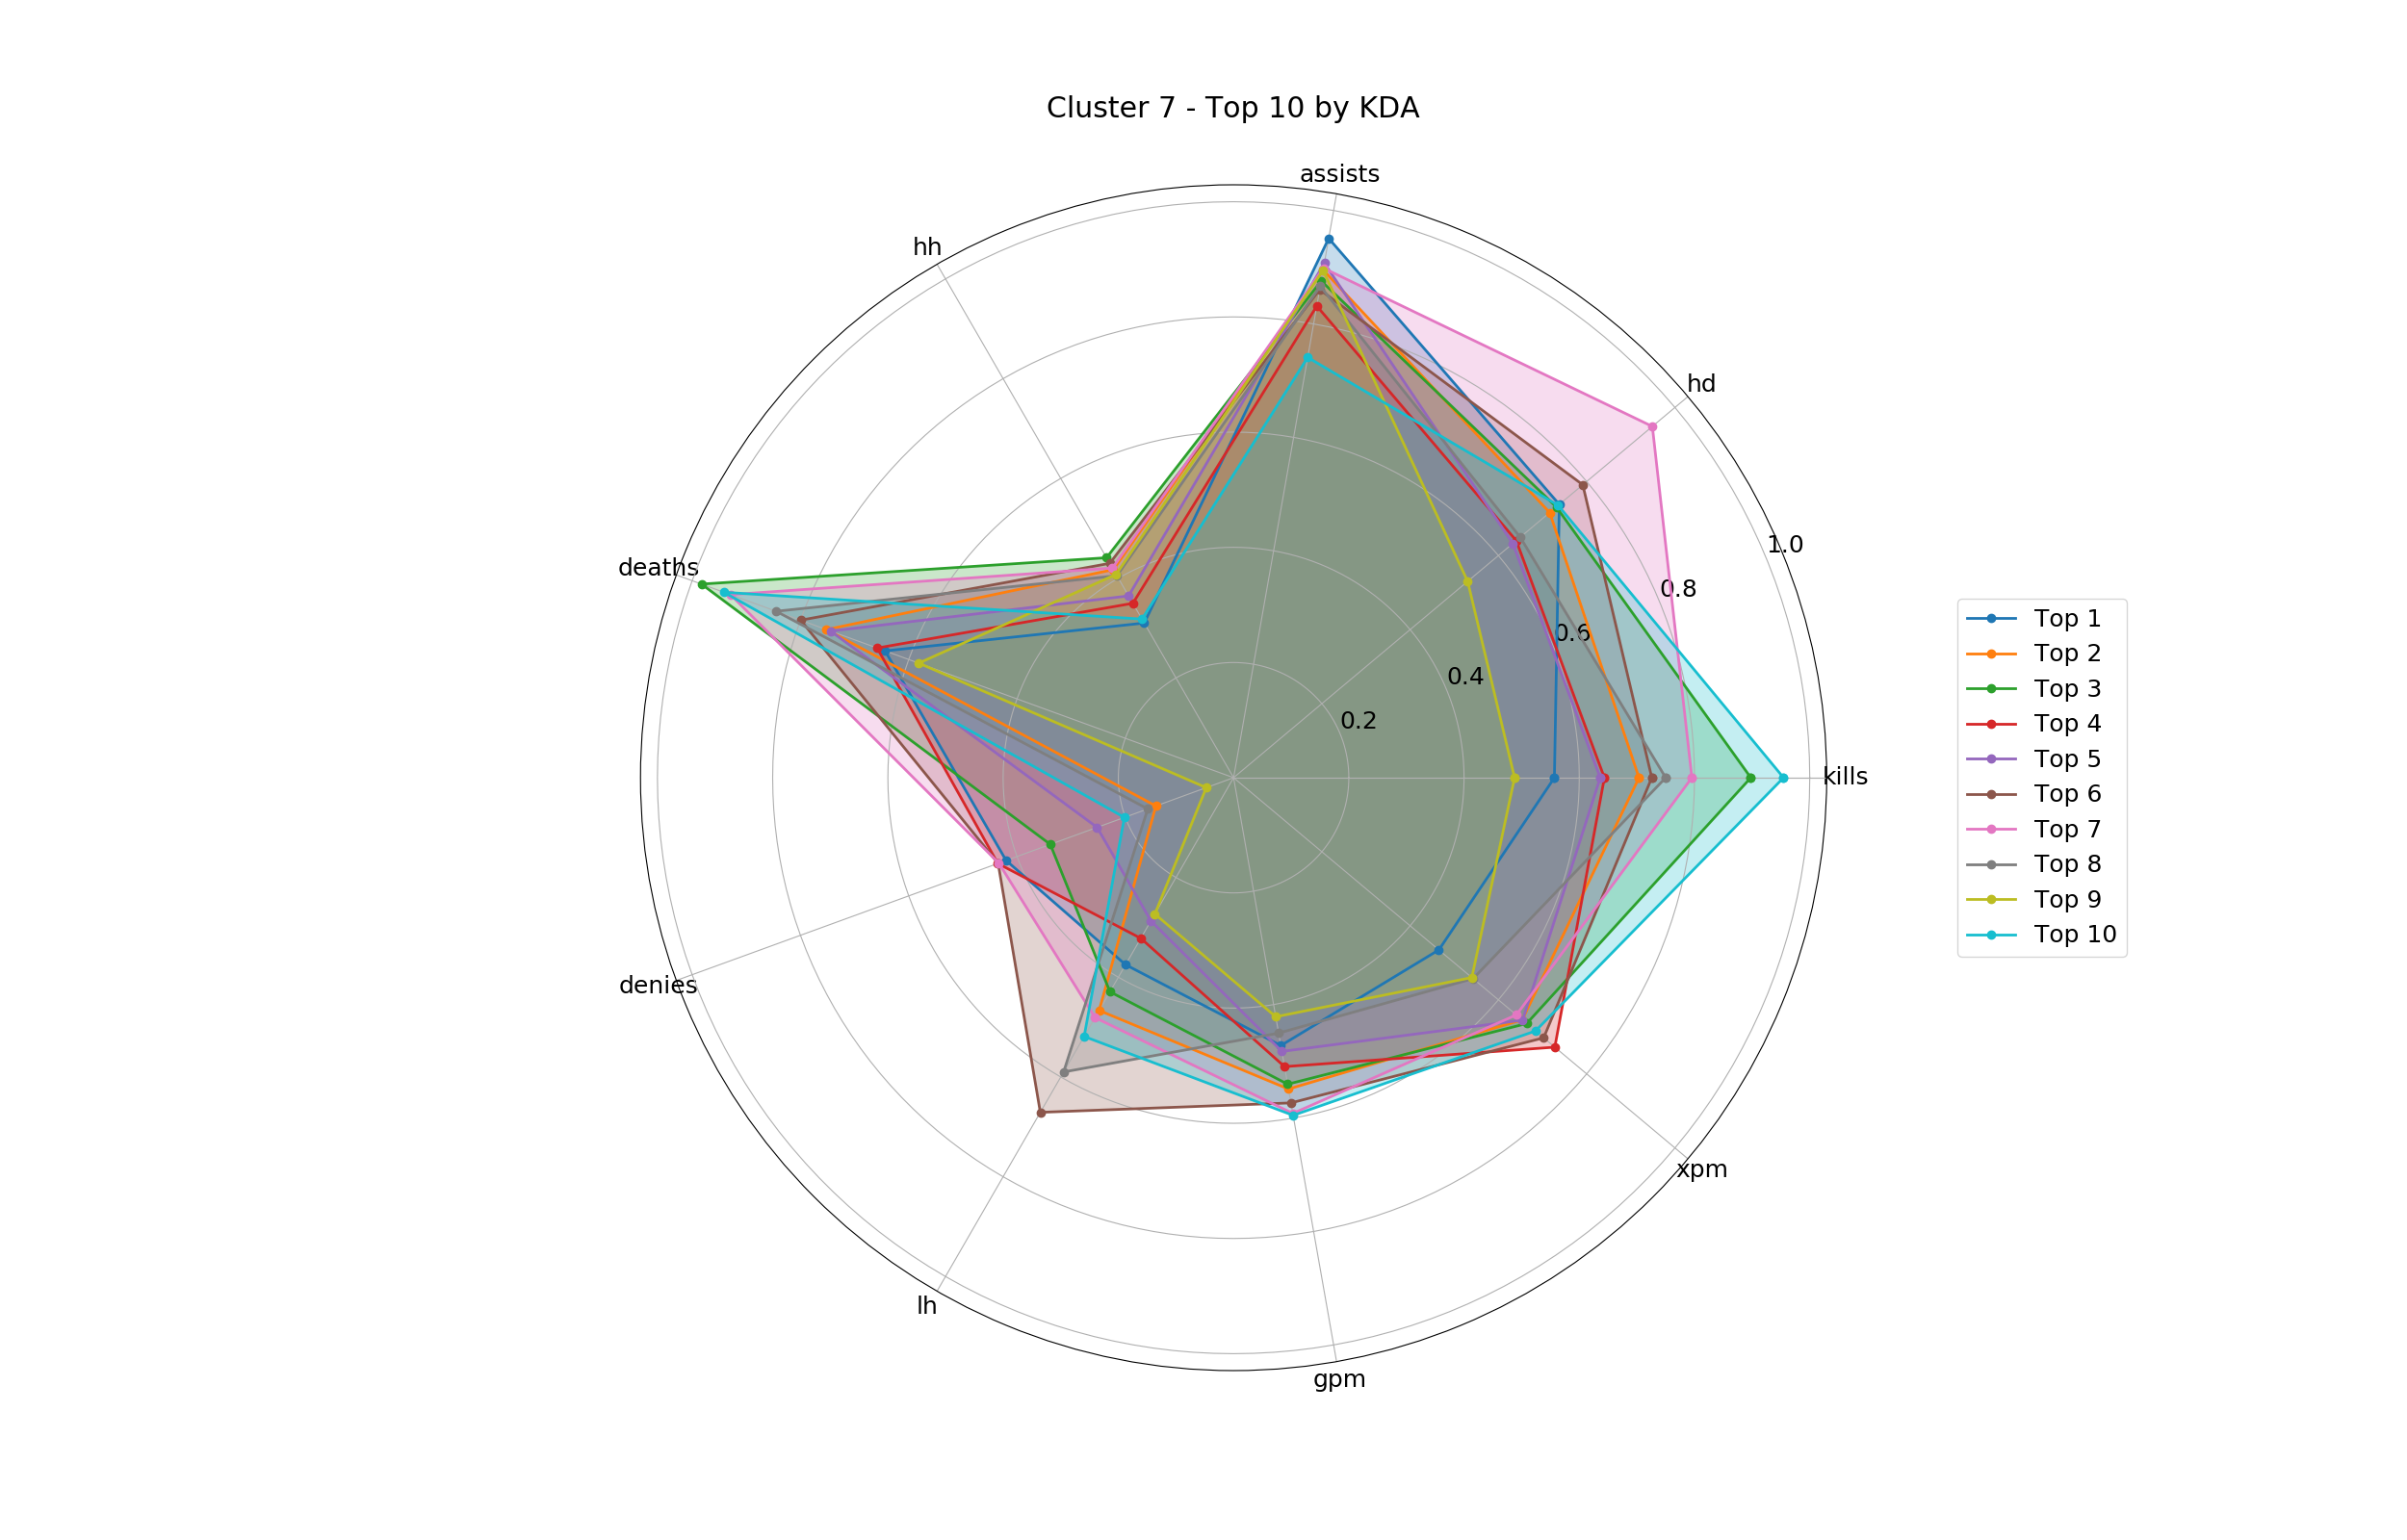 Cluster 7 - Top 10 by KDA
assists
hh
hd
deaths
1.0
0.8
0.6
0.4
0.2
kills
denies
xpm
lh
gpm
Top 1
Top 2
Top 3
Top 4
Top 5
Top 6
Top 7
Top 8
Top 9
Top 10